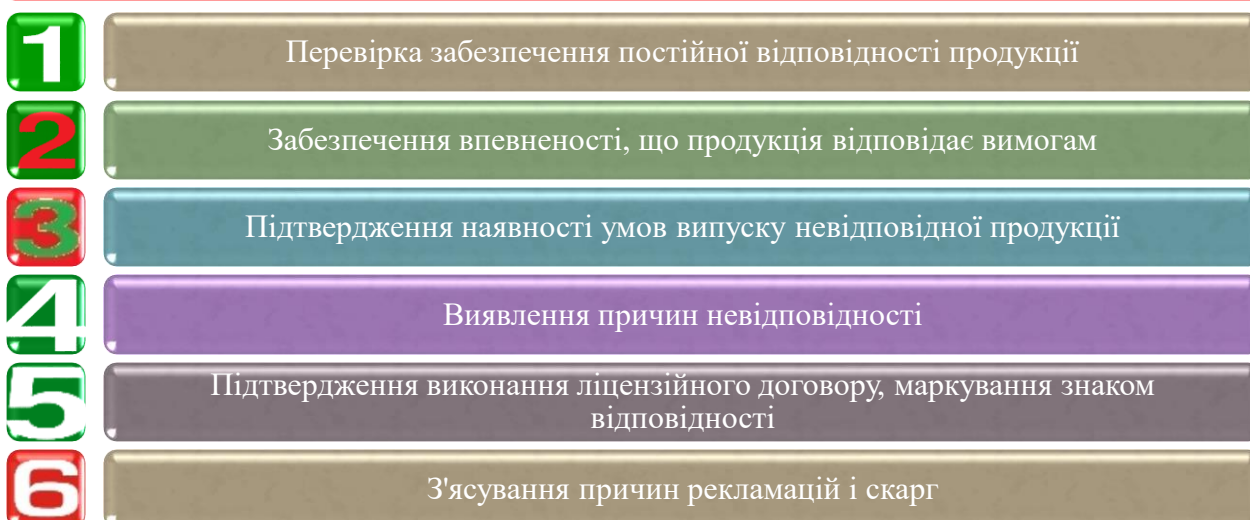 1
Перевірка забезпечення постійної відповідності продукції
2
Забезпечення впевненості, що продукція відповідає вимогам
3
Підтвердження наявності умов випуску невідповідної продукції
4
Виявлення причин невідповідності
5
Підтвердження виконання ліцензійного договору, маркування знаком
відповідності
6
З'ясування причин рекламацій і скарг